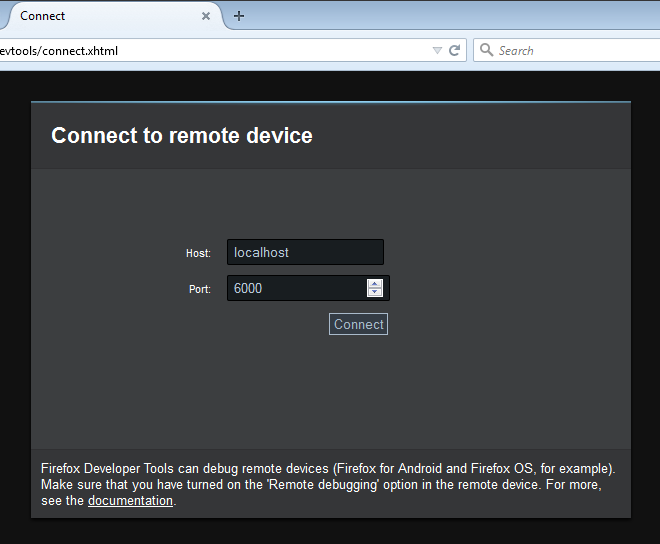 Connect
evtools/connect.xhtml
Search
Connect to remote device
Host: localhost
Port: 6000
Connect
Firefox Developer Tools can debug remote devices (Firefox for Android and Firefox OS, for example).
Make sure that you have turned on the 'Remote debugging' option in the remote device. For more,
see the documentation.